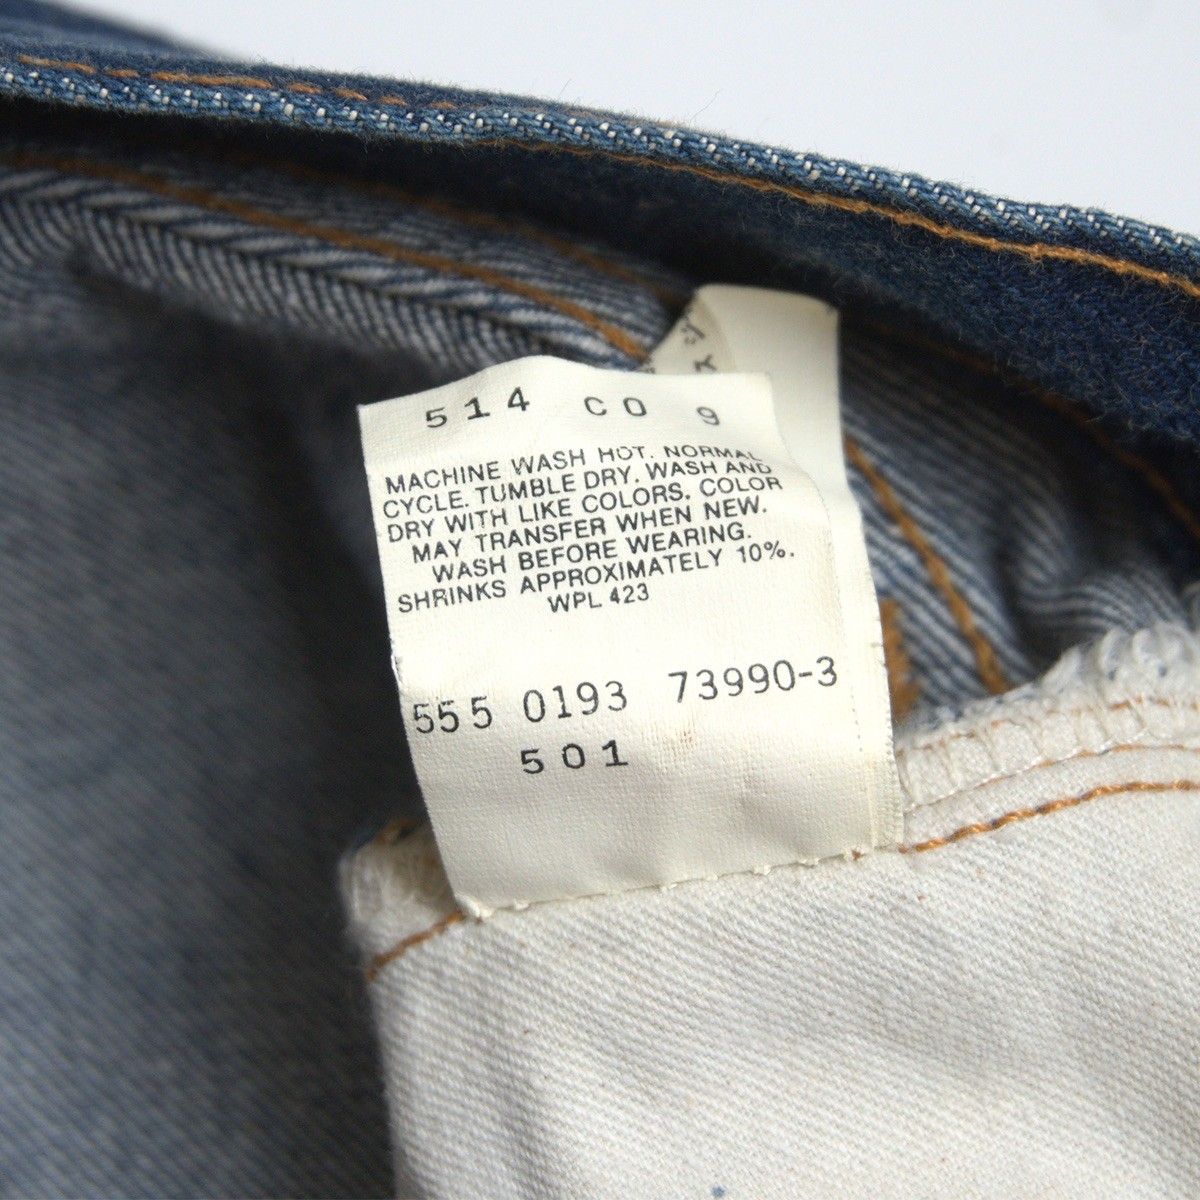 514 CO 9
MACHINE WASH HOT. NORMAL
CYCLE. TUMBLE DRY. WASH AND
DRY WITH LIKE COLORS. COLOR
MAY TRANSFER WHEN NEW.
WASH BEFORE WEARING.
SHRINKS APPROXIMATELY 10%.
WPL 423
555 0193 73990-3
501